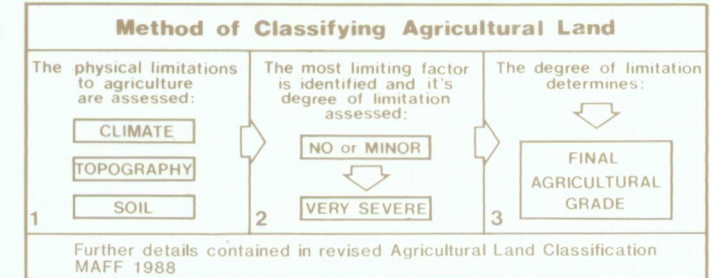 Method of Classifying Agricultural Land
The physical limitations
to agriculture
are assessed:
CLIMATE
TOPOGRAPHY
SOIL
1
The most limiting factor
is identified and it's
degree of limitation
assessed:
NO or MINOR
VERY SEVERE
2
The degree of limitation
determines:
FINAL
AGRICULTURAL
GRADE
3
Further details contained in revised Agricultural Land Classification
MAFF 1988